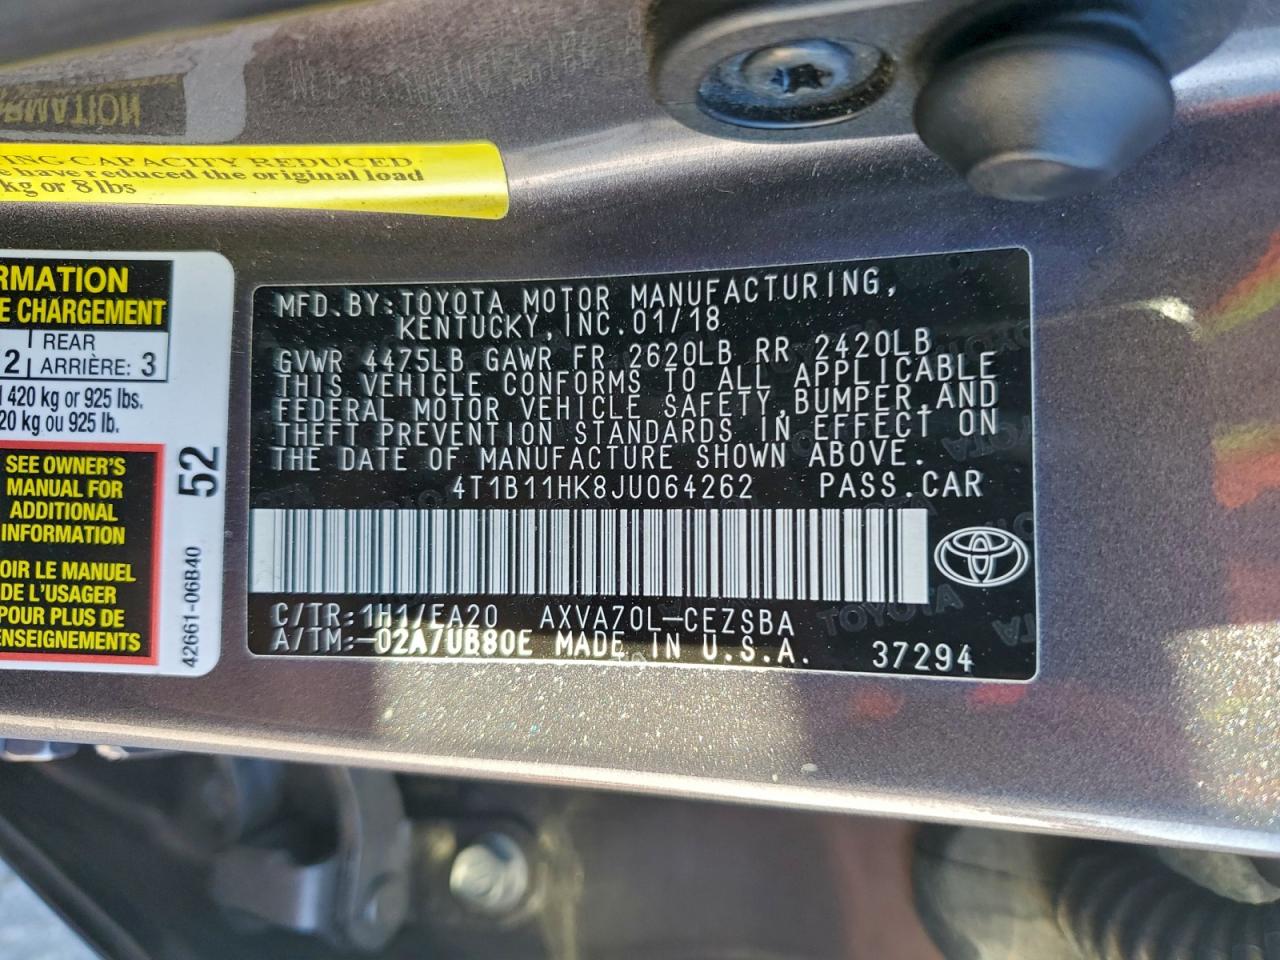 RMATION
ING CAPACITY REDUCED
e have reduced the original load
kg or 8lbs
RMATION
E CHARGEMENT
2 REAR
ARRIÈRE: 3
420 kg or 925 lbs.
20 kg ou 925 lb.
SEE OWNER'S
MANUAL FOR
ADDITIONAL
INFORMATION
OIR LE MANUEL
DE L'USAGER
POUR PLUS DE
ENSEIGNEMENTS
52
42661-06B40
MFD.BY:TOYOTA MOTOR MANUFACTURING,
KENTUCKY,INC.01/18
GVWR 4475LB GAWR FR 2620LB RR 2420LB
THIS VEHICLE CONFORMS TO ALL APPLICABLE
FEDERAL MOTOR VEHICLE SAFETY,BUMPER,AND
THEFT PREVENTION STANDARDS IN EFFECT ON
THE DATE OF MANUFACTURE SHOWN ABOVE.
4T1B11HK8JU064262 PASS.CAR
C/TR:1H1/EA20 AXVA70L-CEZSBA
A/TM:-02A/UB80E MADE IN U.S.A. 37294